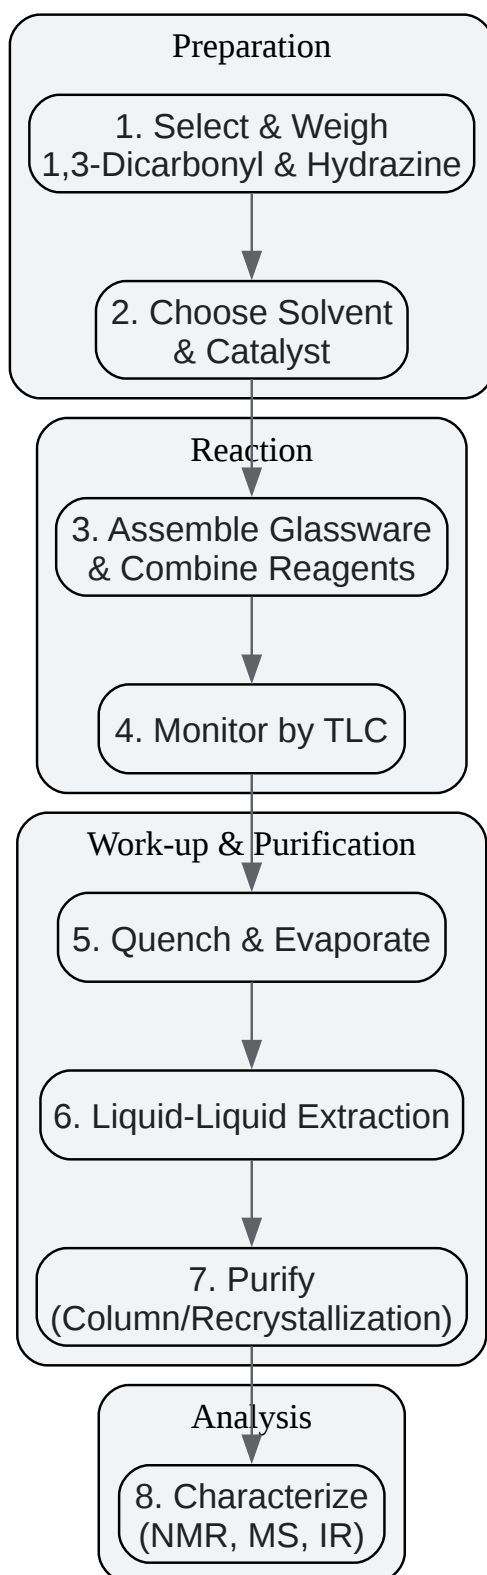 Preparation
1. Select & Weigh
1,3-Dicarbonyl & Hydrazine
2. Choose Solvent
& Catalyst
Reaction
3. Assemble Glassware
& Combine Reagents
4. Monitor by TLC
Work-up & Purification
5. Quench & Evaporate
6. Liquid-Liquid Extraction
7. Purify
(Column/Recrystallization)
Analysis
8. Characterize
(NMR, MS, IR)